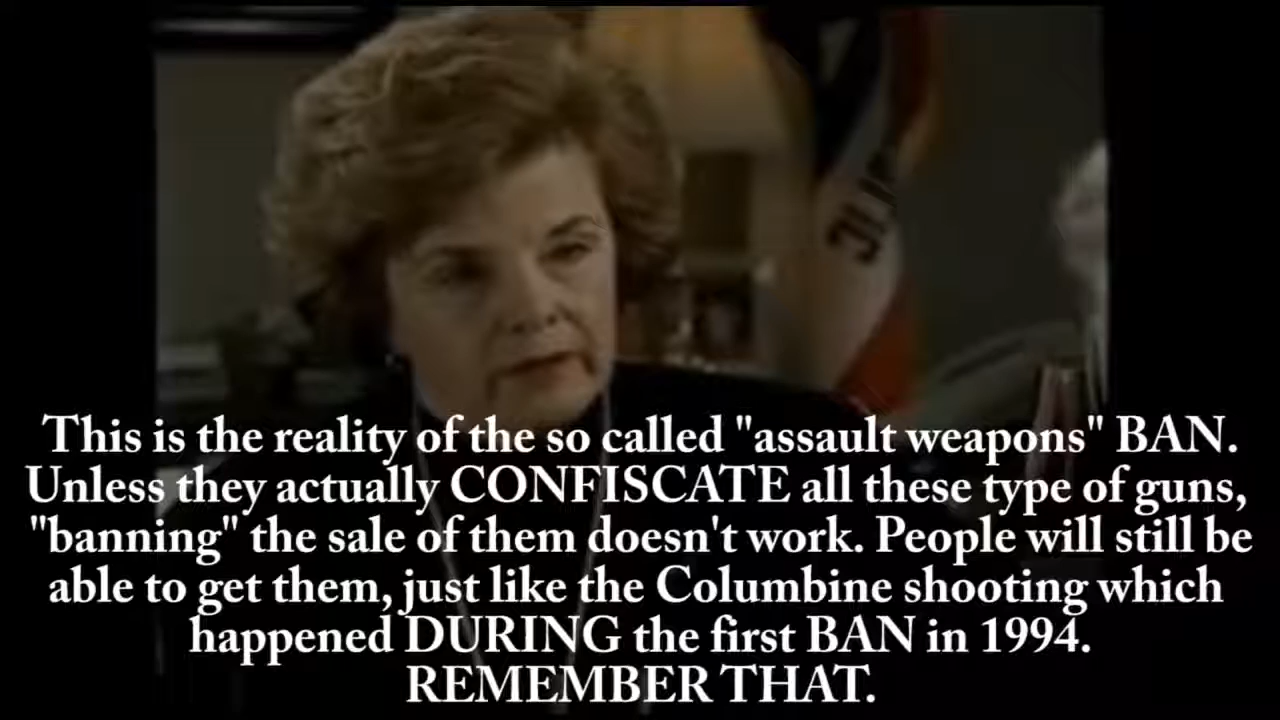 This is the reality of the so called "assault weapons" BAN.
Unless they actually CONFISCATE all these type of guns,
"banning" the sale of them doesn't work. People will still be
able to get them, just like the Columbine shooting which
happened DURING the first BAN in 1994.
REMEMBER THAT.